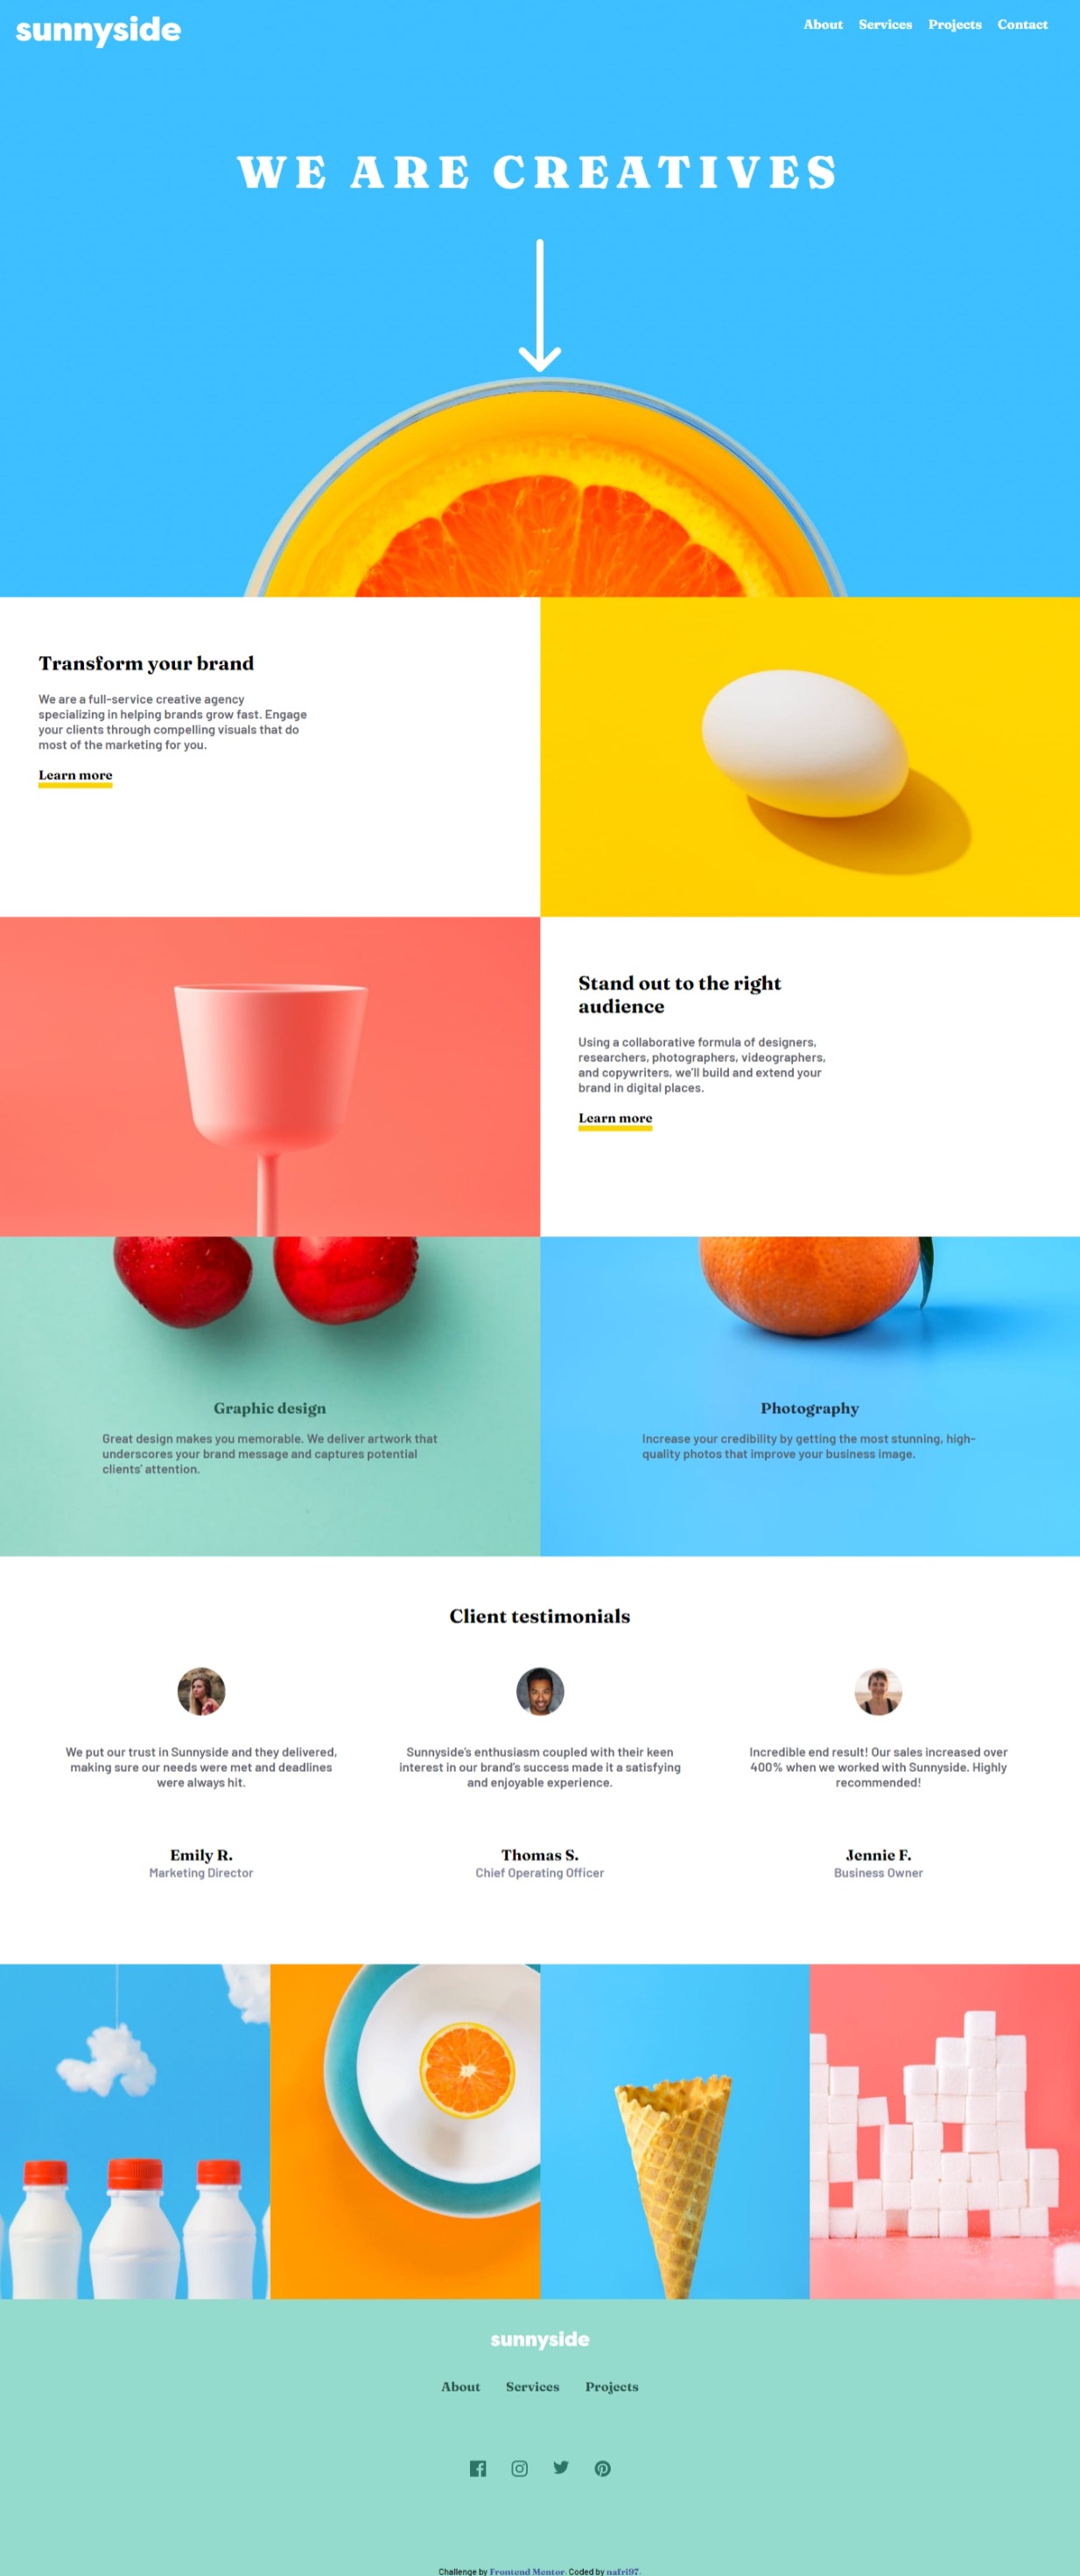 sunnyside
About Services Projects Contact
WE ARE CREATIVES
Transform your brand
We are a full-service creative agency
specializing in helping brands grow fast. Engage
your clients through compelling visuals that do
most of the marketing for you.
Learn more
Stand out to the right
audience
Using a collaborative formula of designers,
researchers, photographers, videographers,
and copywriters, we'll build and extend your
brand in digital places.
Learn more
Graphic design
Great design makes you memorable. We deliver artwork that
underscores your brand message and captures potential
clients' attention.
Photography
Increase your credibility by getting the most stunning, high-
quality photos that improve your business image.
Client testimonials
We put our trust in Sunnyside and they delivered,
making sure our needs were met and deadlines
were always hit.
Emily R.
Marketing Director
Sunnyside's enthusiasm coupled with their keen
interest in our brand's success made it a satisfying
and enjoyable experience.
Thomas S.
Chief Operating Officer
Incredible end result! Our sales increased over
400% when we worked with Sunnyside. Highly
recommended!
Jennie F.
Business Owner
sunnyside
About Services Projects
Challenge by Frontend Mentor. Coded by nafri97.